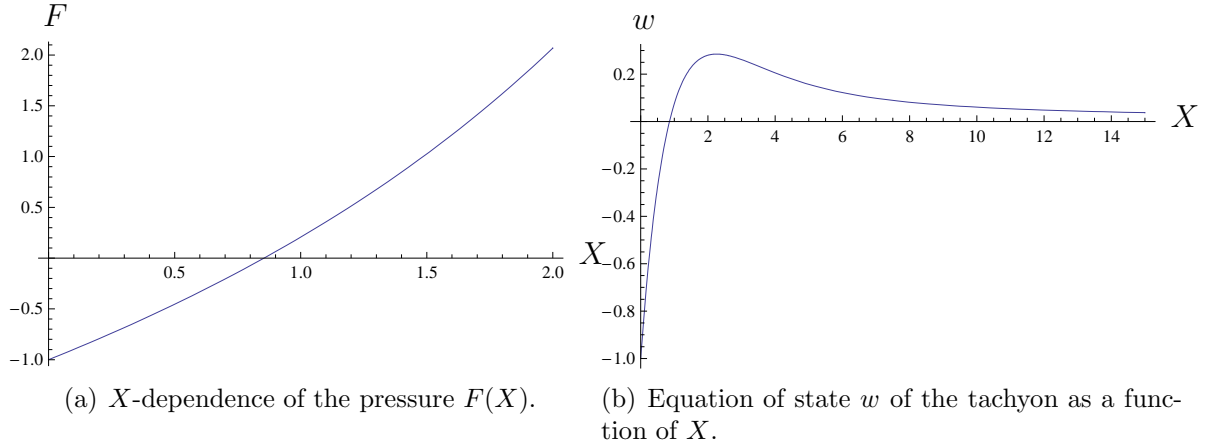 F
2.0
1.5
1.0
0.5
−0.5
−1.0
0.5 1.0 1.5 2.0
X
(a) X-dependence of the pressure F(X).
w
0.2
−0.2
−0.4
−0.6
−0.8
−1.0
2 4 6 8 10 12 14
X
(b) Equation of state w of the tachyon as a func-
tion of X.